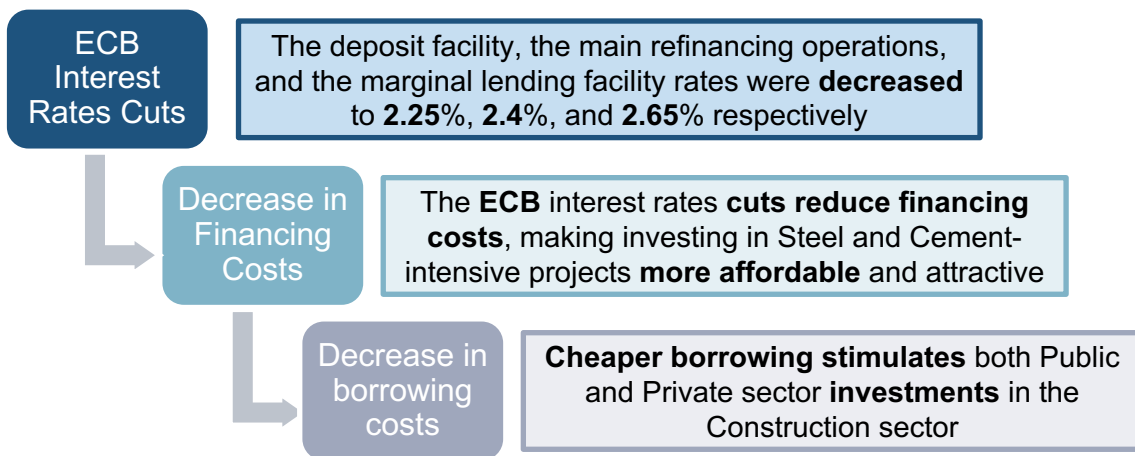 ECB
Interest
Rates Cuts
The deposit facility, the main refinancing operations,
and the marginal lending facility rates were decreased
to 2.25%, 2.4%, and 2.65% respectively
Decrease in
Financing
Costs
The ECB interest rates cuts reduce financing
costs, making investing in Steel and Cement-
intensive projects more affordable and attractive
Decrease in
borrowing
costs
Cheaper borrowing stimulates both Public
and Private sector investments in the
Construction sector